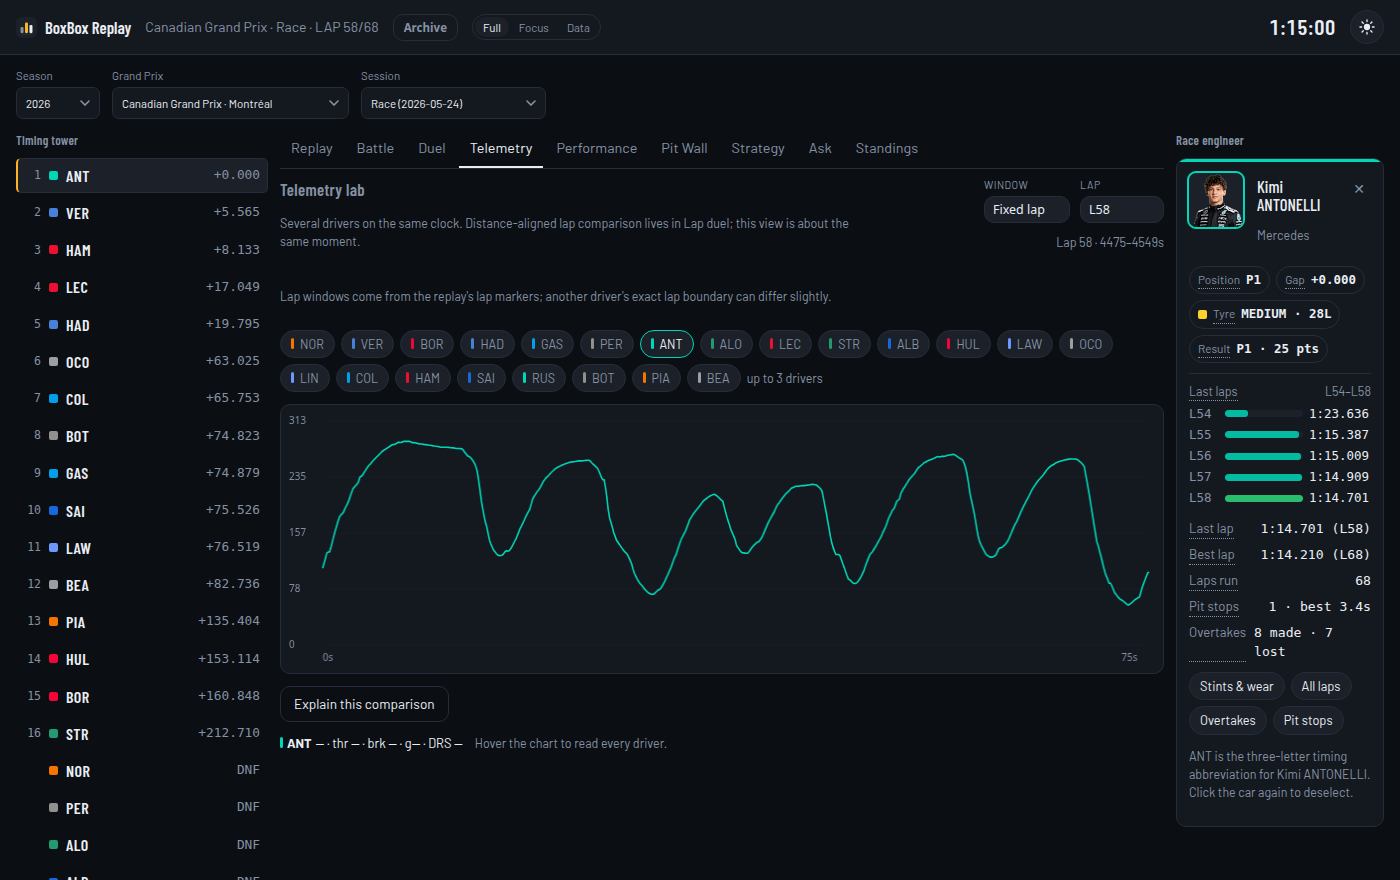 BoxBox Replay
Canadian Grand Prix · Race · LAP 58/68
Archive
Full
Focus
Data
1:15:00
Season
Grand Prix
Session
2026
Canadian Grand Prix · Montréal
Race (2026-05-24)
Timing tower
1 ANT +0.000
2 VER +5.565
3 HAM +8.133
4 LEC +17.049
5 HAD +19.795
6 OCO +63.025
7 COL +65.753
8 BOT +74.823
9 GAS +74.879
10 SAI +75.526
11 LAW +76.519
12 BEA +82.736
13 PIA +135.404
14 HUL +153.114
15 BOR +160.848
16 STR +212.710
NOR DNF
PER DNF
ALO DNF
Replay
Battle
Duel
Telemetry
Performance
Pit Wall
Strategy
Ask
Standings
Telemetry lab
Several drivers on the same clock. Distance-aligned lap comparison lives in Lap duel; this view is about the
same moment.
WINDOW
LAP
Fixed lap
L58
Lap 58 · 4475–4549s
Lap windows come from the replay's lap markers; another driver's exact lap boundary can differ slightly.
NOR VER BOR HAD GAS PER ANT ALO LEC STR ALB HUL LAW OCO
LIN COL HAM SAI RUS BOT PIA BEA up to 3 drivers
313
235
157
78
0
0s
75s
Explain this comparison
ANT — · thr — · brk — · g— · DRS — Hover the chart to read every driver.
Race engineer
Kimi
ANTONELLI
Mercedes
Position P1
Gap +0.000
Tyre MEDIUM · 28L
Result P1 · 25 pts
Last laps L54–L58
L54 1:23.636
L55 1:15.387
L56 1:15.009
L57 1:14.909
L58 1:14.701
Last lap 1:14.701 (L58)
Best lap 1:14.210 (L68)
Laps run 68
Pit stops 1 · best 3.4s
Overtakes 8 made · 7
lost
Stints & wear
All laps
Overtakes
Pit stops
ANT is the three-letter timing
abbreviation for Kimi ANTONELLI.
Click the car again to deselect.